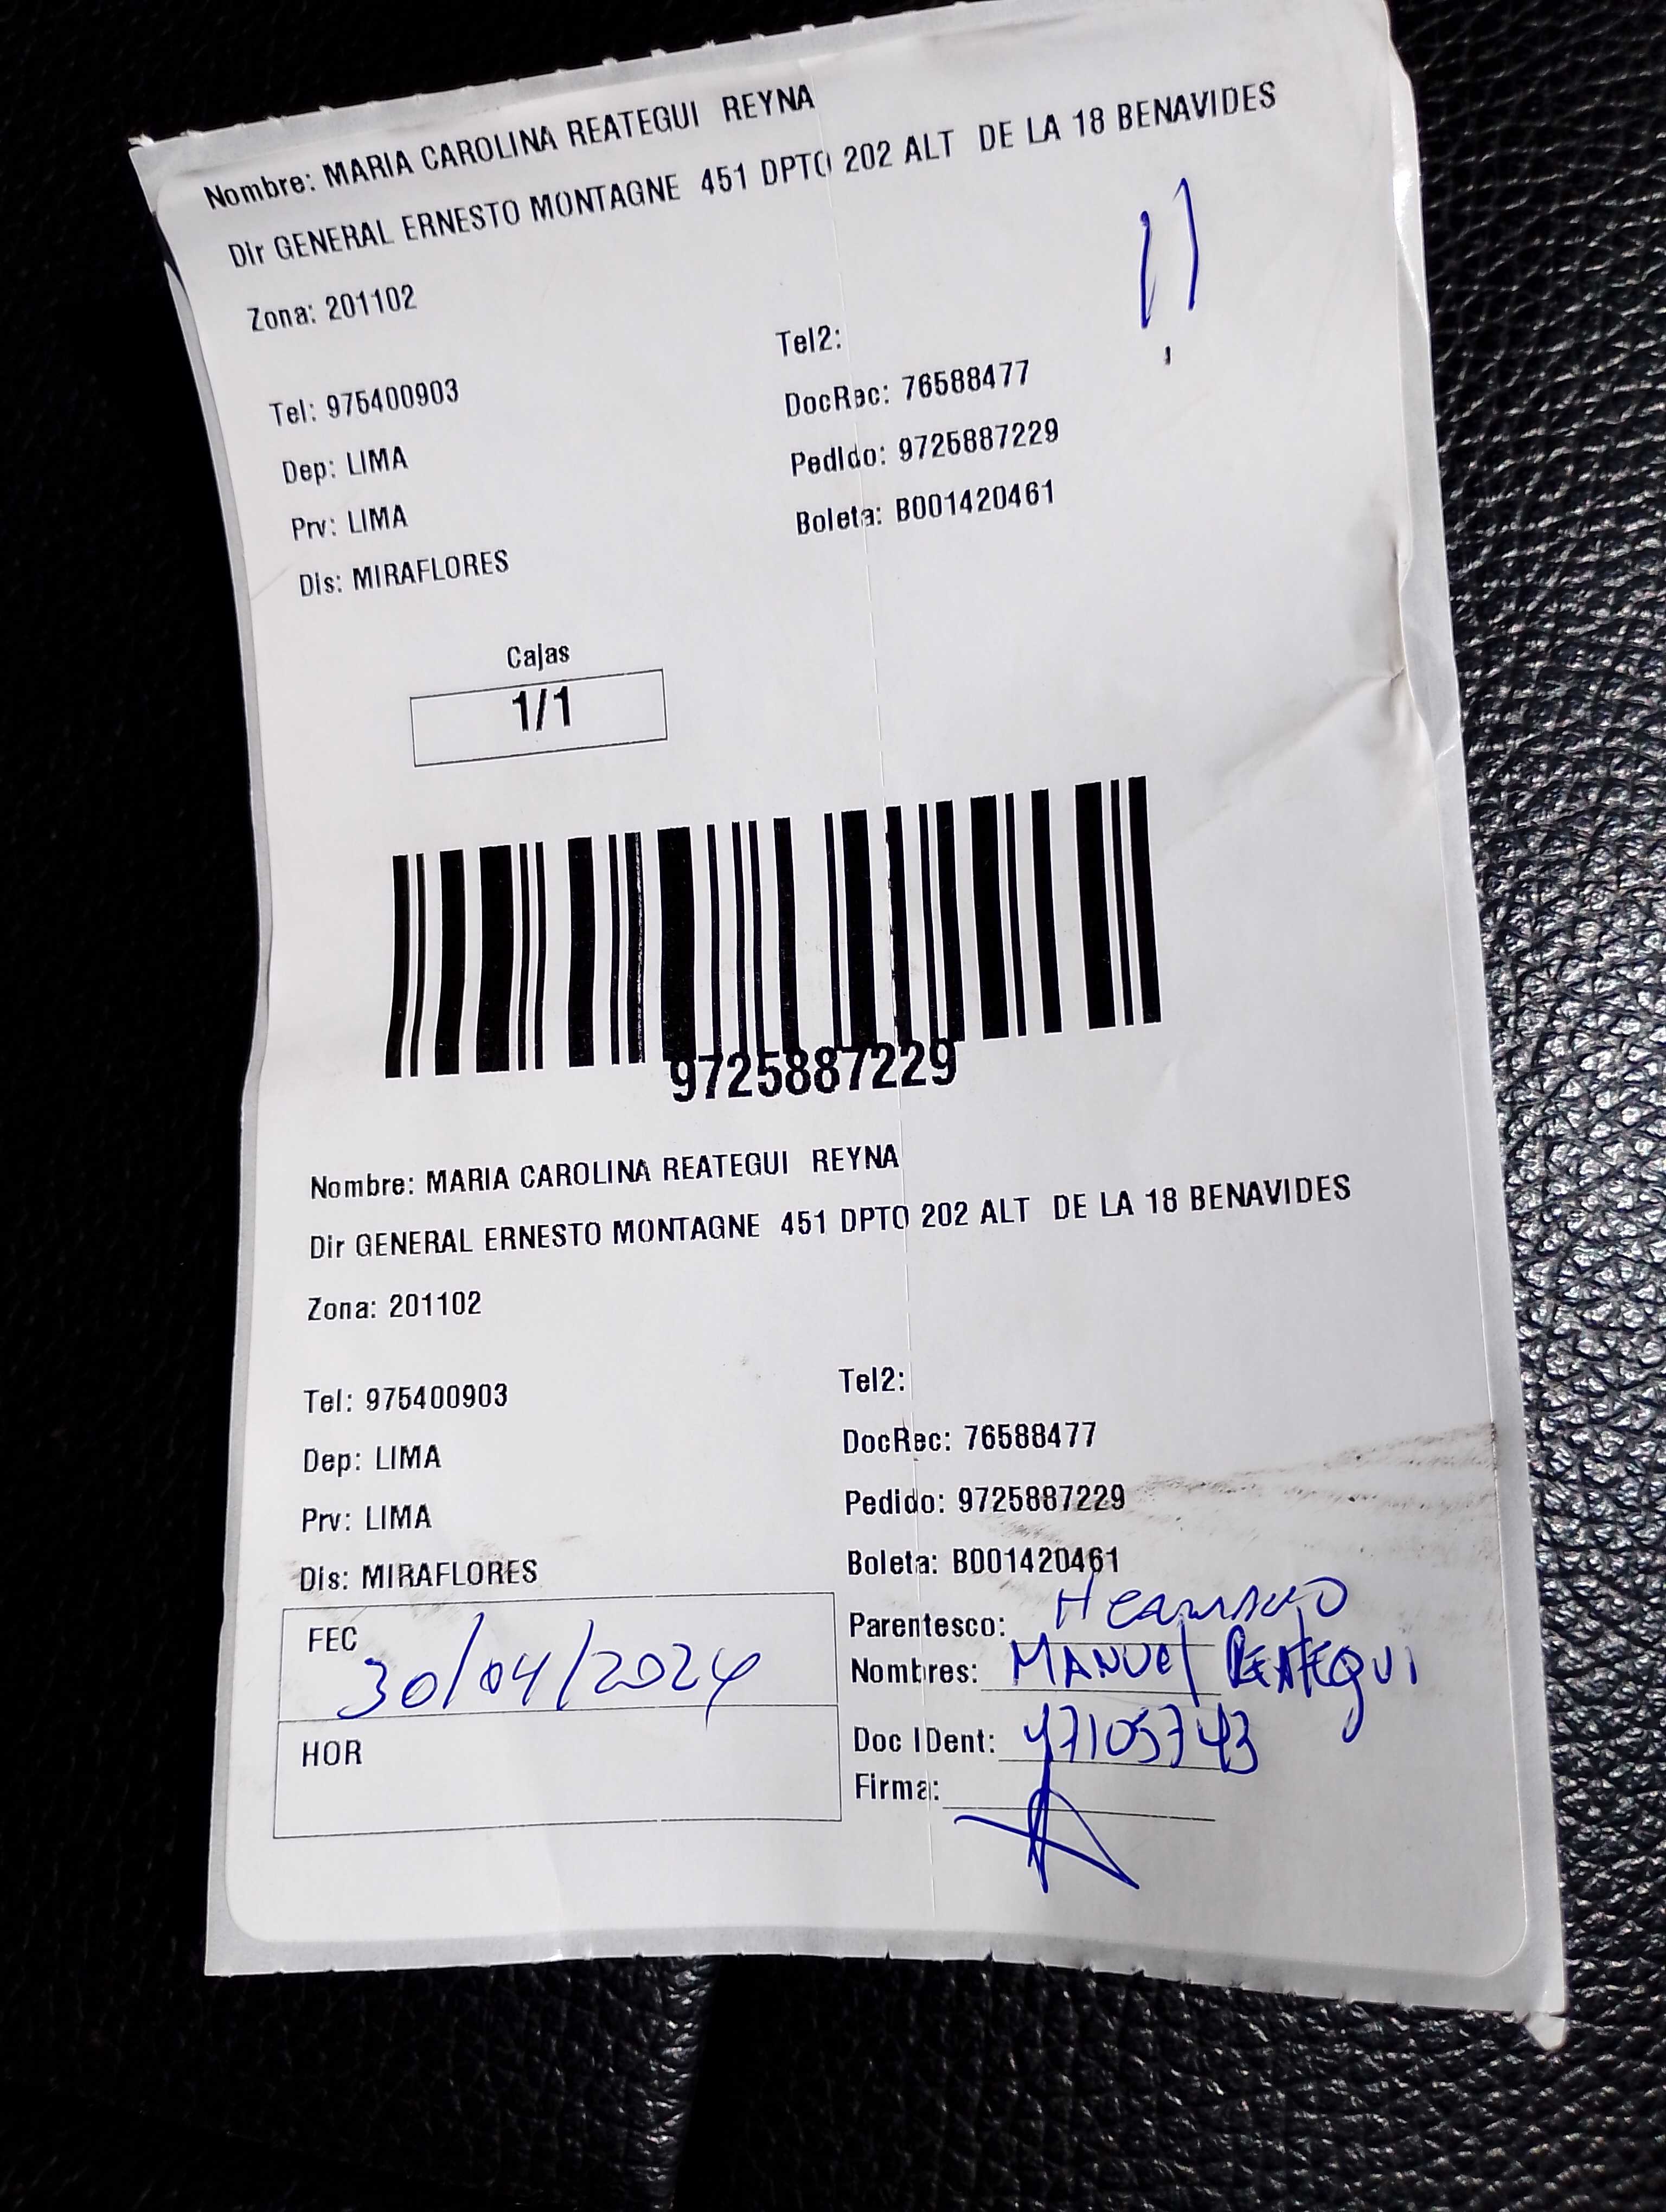 Nombre: MARIA CAROLINA REATEGUI REYNA
Dir GENERAL ERNESTO MONTAGNE 451 DPTO 202 ALT DE LA 18 BENAVIDES
Zona: 201102
Tel: 975400903
Tel2:
Dep: LIMA
DocRec: 76588477
Prv: LIMA
Pedido: 9725887229
Dis: MIRAFLORES
Boleta: B001420461
Cajas
1/1
9725887229
Nombre: MARIA CAROLINA REATEGUI REYNA
Dir GENERAL ERNESTO MONTAGNE 451 DPTO 202 ALT DE LA 18 BENAVIDES
Zona: 201102
Tel: 975400903
Tel2:
Dep: LIMA
DocRec: 76588477
Prv: LIMA
Pedido: 9725887229
Dis: MIRAFLORES
Boleta: B001420461
FEC 30/04/2024
HOR
Parentesco: Hermano
Nombres: MANUEL REATEGUI
Doc IDent: 47105743
Firma: